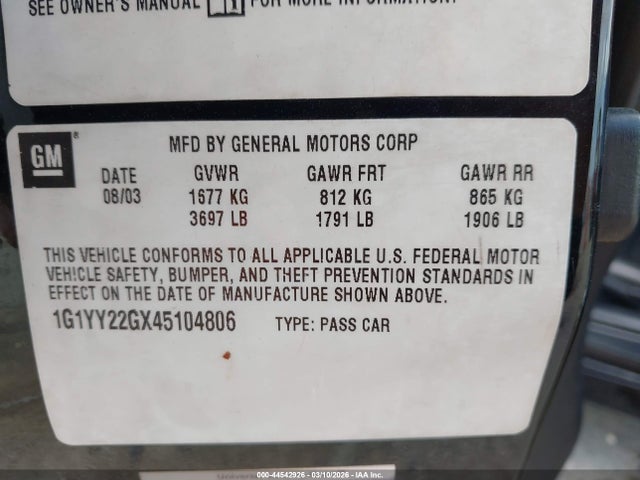 SEE OWNER'S MANUAL FOR MORE INFORMATION.
GM
MFD BY GENERAL MOTORS CORP
DATE GVWR GAWR FRT GAWR RR
08/03 1677 KG 812 KG 865 KG
3697 LB 1791 LB 1906 LB
THIS VEHICLE CONFORMS TO ALL APPLICABLE U.S. FEDERAL MOTOR
VEHICLE SAFETY, BUMPER, AND THEFT PREVENTION STANDARDS IN
EFFECT ON THE DATE OF MANUFACTURE SHOWN ABOVE.
1G1YY22GX45104806 TYPE: PASS CAR
000-44542926 - 03/10/2026 - IAA Inc.